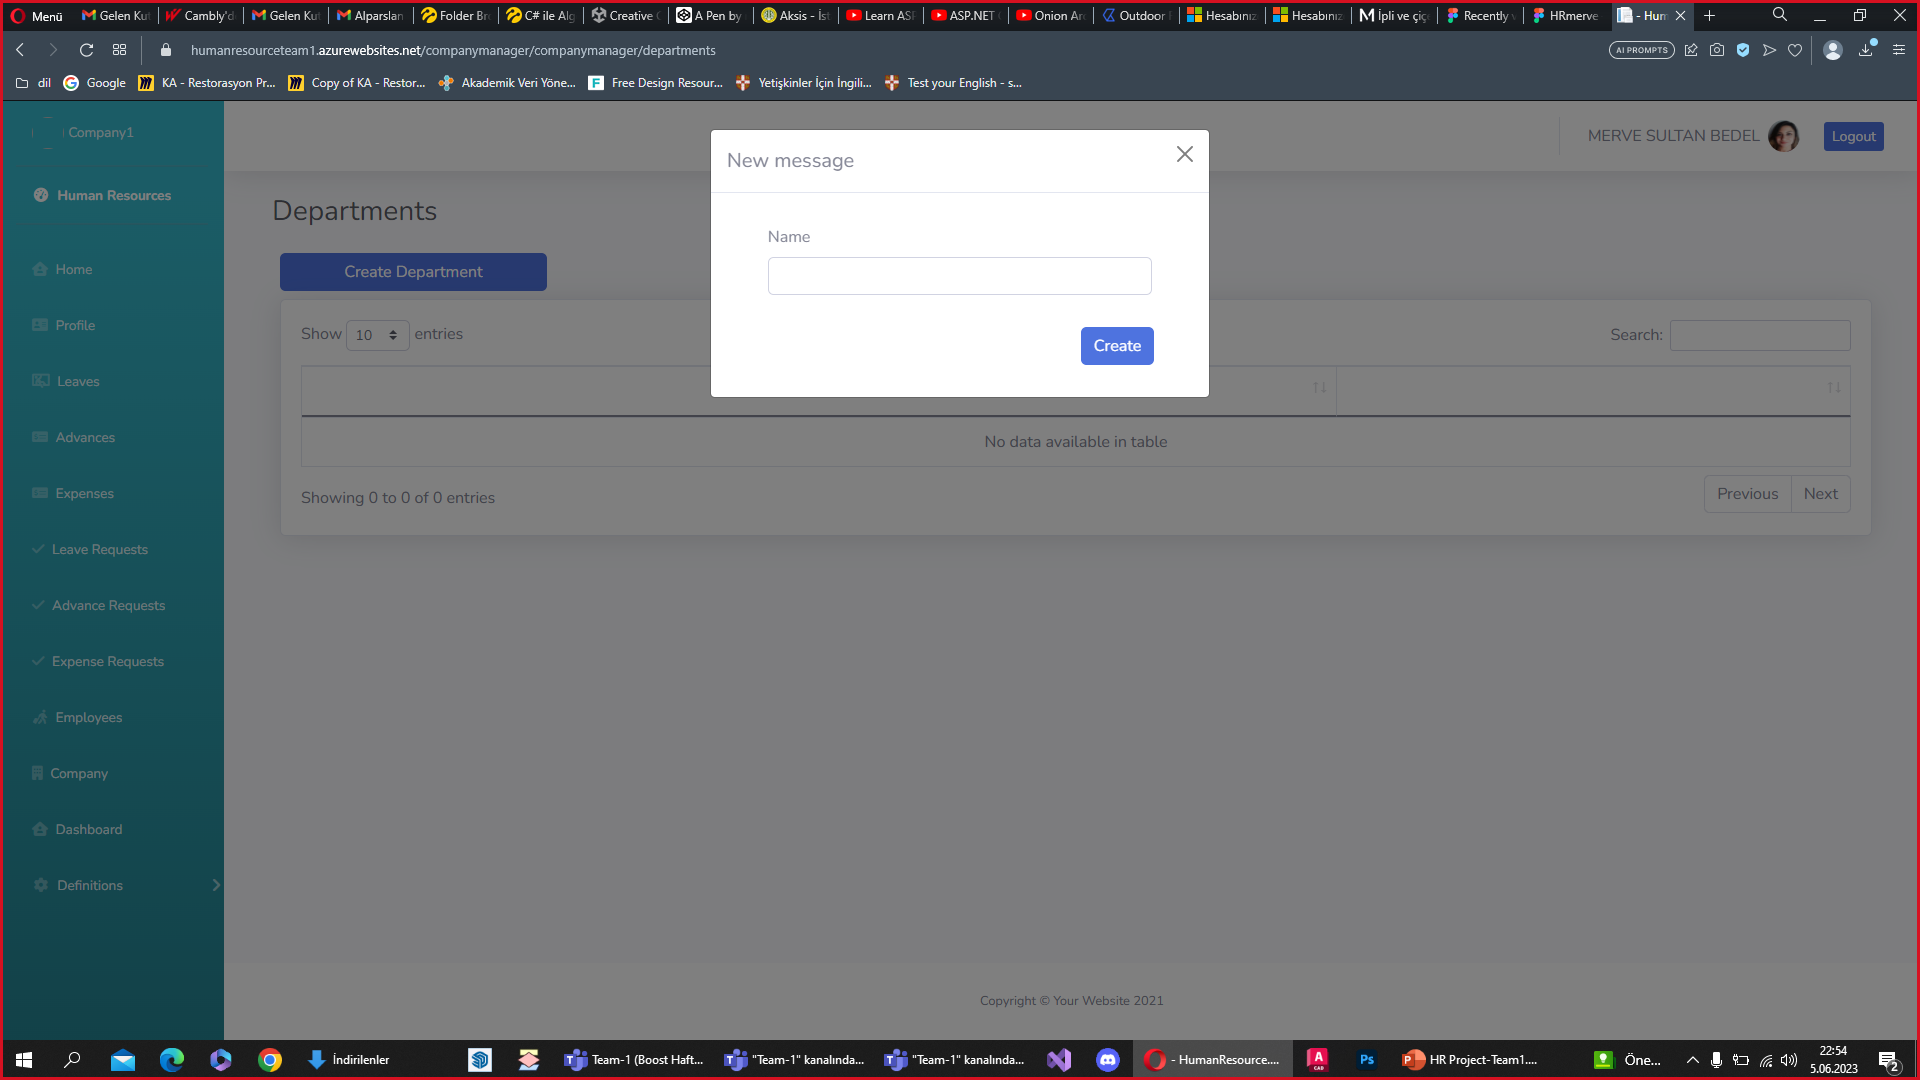 Menü
Gelen Kut
Cambly'd
Gelen Kut
Alparslan
Folder Bre
C# ile Alg
Creative C
A Pen by
Aksis - İst
Learn ASP
ASP.NET C
Onion Arc
Outdoor
Hesabınız
Hesabınız
İpli ve çiç
Recently v
HRmerve
- Hum
humanresourceteam1.azurewebsites.net/companymanager/companymanager/departments
AI PROMPTS
dil
Google
KA - Restorasyon Pr...
Copy of KA - Restor...
Akademik Veri Yöne...
Free Design Resour...
Yetişkinler İçin İngili...
Test your English - s...
Company1
MERVE SULTAN BEDEL
Logout
Human Resources
Home
Profile
Leaves
Advances
Expenses
Leave Requests
Advance Requests
Expense Requests
Employees
Company
Dashboard
Definitions
Departments
Create Department
New message
Name
Create
Show 10 entries
Search:
No data available in table
Showing 0 to 0 of 0 entries
Previous
Next
Copyright © Your Website 2021
İndirilenler
Team-1 (Boost Haft...
"Team-1" kanalında...
"Team-1" kanalında...
- HumanResource....
HR Project-Team1....
Öne...
22:54
5.06.2023
2